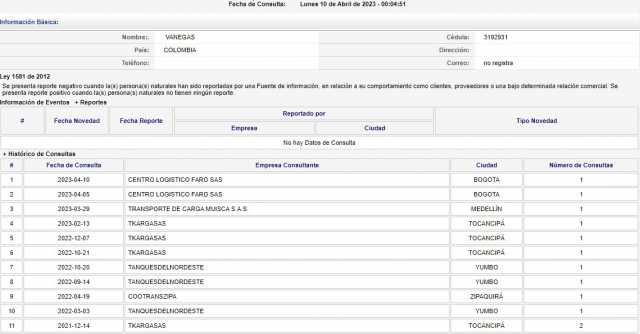 Fecha de Consulta: Lunes 10 de Abril de 2023 - 00:04:51
Información Básica:
Nombre:. VANEGAS Cédula: 3192931
País: COLOMBIA Dirección:
Teléfono: Correo: no registra
Ley 1581 de 2012
Se presenta reporte negativo cuando la(s) persona(s) naturales han sido reportadas por una Fuente de información, en relación a su comportamiento como clientes, proveedores o una bajo determinada relación comercial. Se
presenta reporte positivo cuando la(s) persona(s) naturales no tienen ningún reporte.
Información de Eventos + Reportes
# Fecha Novedad Fecha Reporte Reportado por Tipo Novedad
Empresa Ciudad
No hay Datos de Consulta
+ Histórico de Consultas
# Fecha de Consulta Empresa Consultante Ciudad Número de Consultas
1 2023-04-10 CENTRO LOGISTICO FARO SAS BOGOTA 1
2 2023-04-05 CENTRO LOGISTICO FARO SAS BOGOTA 1
3 2023-03-29 TRANSPORTE DE CARGA MUISCA S.A.S. MEDELLÍN 1
4 2023-02-13 TKARGASAS TOCANCIPÁ 1
5 2022-12-07 TKARGASAS TOCANCIPÁ 1
6 2022-10-21 TKARGASAS TOCANCIPÁ 1
7 2022-10-20 TANQUESDELNORDESTE YUMBO 1
8 2022-09-14 TANQUESDELNORDESTE YUMBO 1
9 2022-04-19 COOTRANSZIPA ZIPAQUIRÁ 1
10 2022-03-03 TANQUESDELNORDESTE YUMBO 1
11 2021-12-14 TKARGASAS TOCANCIPÁ 2